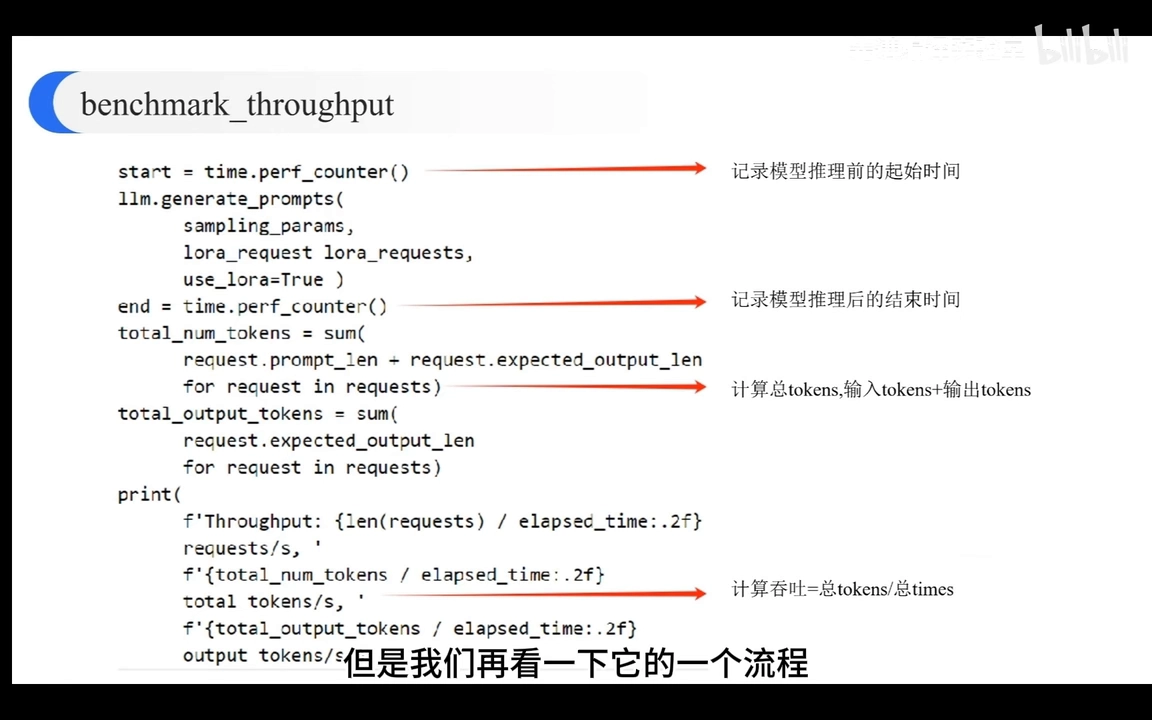 bilibili
benchmark_throughput
start = time.perf_counter()
记录模型推理前的起始时间
llm.generate_prompts(
sampling_params,
lora_request lora_requests,
use_lora=True )
end = time.perf_counter()
记录模型推理后的结束时间
total_num_tokens = sum(
request.prompt_len + request.expected_output_len
for request in requests)
计算总tokens,输入tokens+输出tokens
total_output_tokens = sum(
request.expected_output_len
for request in requests)
print(
f'Throughput: {len(requests) / elapsed_time:.2f}
requests/s, '
f'{total_num_tokens / elapsed_time:.2f}
total tokens/s, '
计算吞吐=总tokens/总times
f'{total_output_tokens / elapsed_time:.2f}
output tokens/s
但是我们再看一下它的一个流程